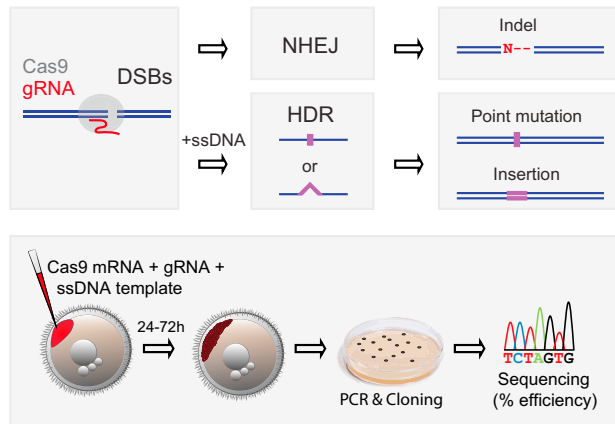 Cas9
gRNA
DSBs
NHEJ
Indel
N--
+ssDNA
HDR
or
Point mutation
Insertion
Cas9 mRNA + gRNA +
ssDNA template
24-72h
PCR & Cloning
TCTAGTG
Sequencing
(% efficiency)